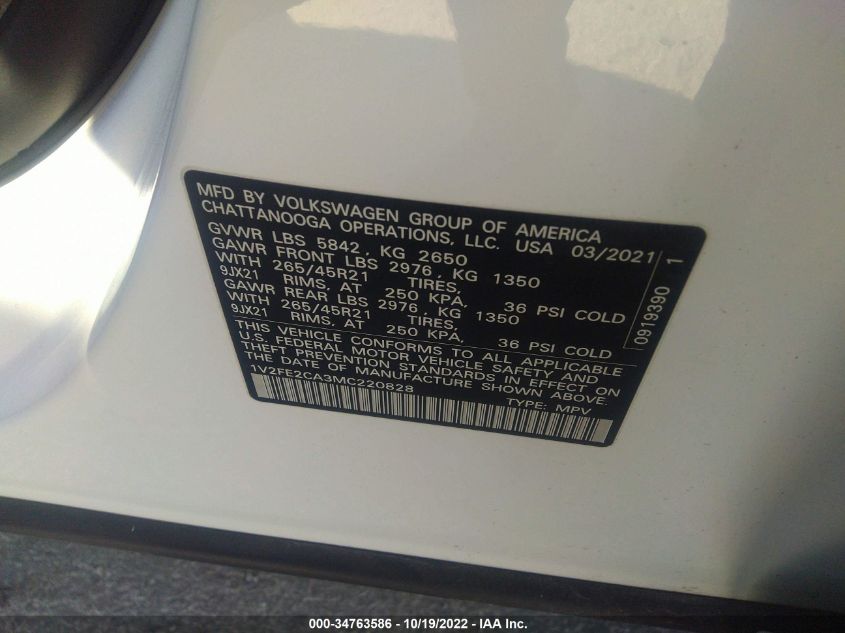 MFD BY VOLKSWAGEN GROUP OF AMERICA
CHATTANOOGA OPERATIONS, LLC. USA 03/2021
GVWR LBS 5842, KG 2650
GAWR FRONT LBS 2976, KG 1350
WITH 265/45R21 TIRES,
9JX21 RIMS, AT 250 KPA, 36 PSI COLD
GAWR REAR LBS 2976, KG 1350
WITH 265/45R21 TIRES,
9JX21 RIMS, AT 250 KPA, 36 PSI COLD
THIS VEHICLE CONFORMS TO ALL APPLICABLE
U.S. FEDERAL MOTOR VEHICLE SAFETY AND
THEFT PREVENTION STANDARDS IN EFFECT ON
THE DATE OF MANUFACTURE SHOWN ABOVE.
1V2FE2CA3MC220828 TYPE: MPV
0919390 1
000-34763586 - 10/19/2022 - IAA Inc.